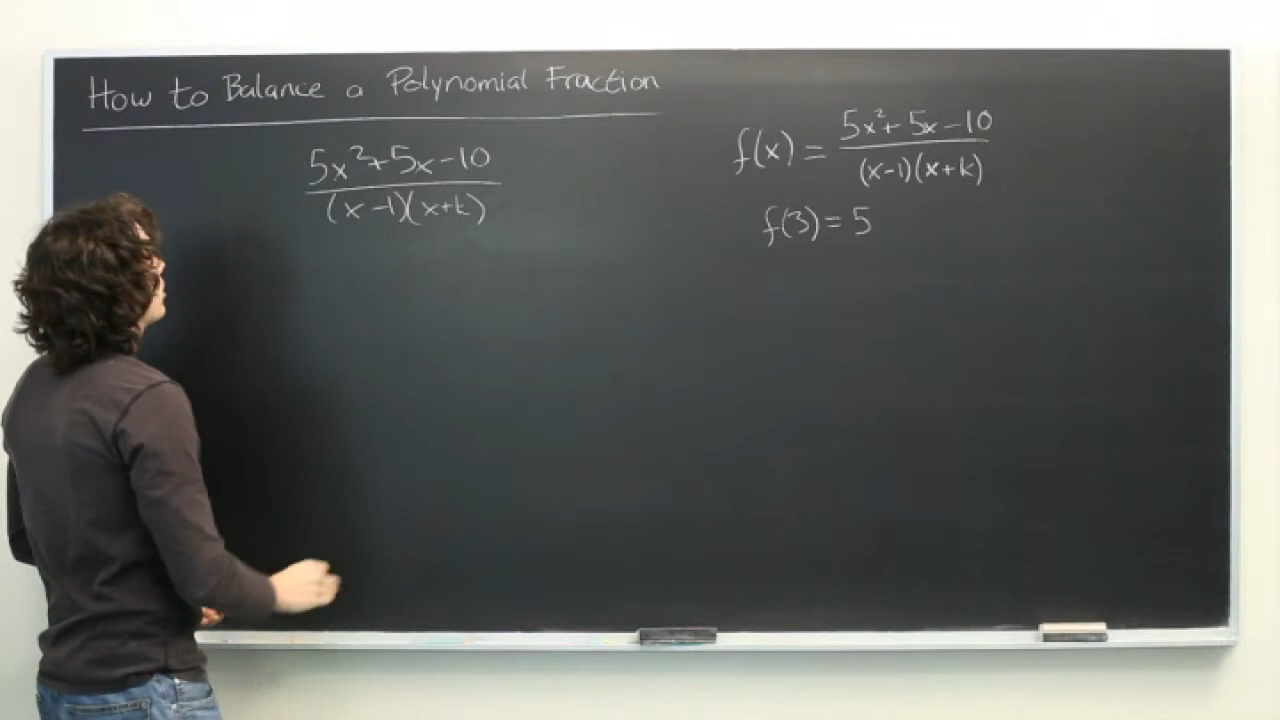 How to Balance a Polynomial Fraction
5x²+5x-10
(x-1)(x+k)
f(x) = 5x²+5x-10
(x-1)(x+k)
f(3)=5